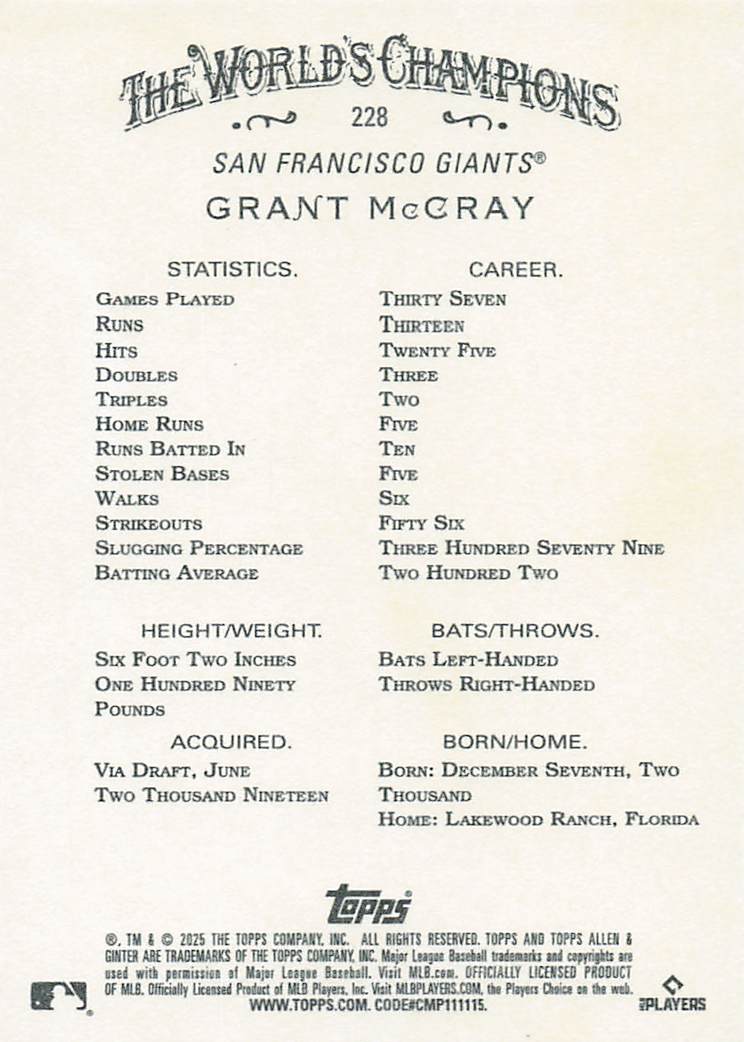 THE WORLD'S CHAMPIONS
228
SAN FRANCISCO GIANTS®
GRANT McCRAY
STATISTICS. CAREER.
GAMES PLAYED THIRTY SEVEN
RUNS THIRTEEN
HITS TWENTY FIVE
DOUBLES THREE
TRIPLES TWO
HOME RUNS FIVE
RUNS BATTED IN TEN
STOLEN BASES FIVE
WALKS SIX
STRIKEOUTS FIFTY SIX
SLUGGING PERCENTAGE THREE HUNDRED SEVENTY NINE
BATTING AVERAGE TWO HUNDRED TWO
HEIGHT/WEIGHT.
SIX FOOT TWO INCHES
ONE HUNDRED NINETY
POUNDS
BATS/THROWS.
BATS LEFT-HANDED
THROWS RIGHT-HANDED
ACQUIRED.
VIA DRAFT, JUNE
TWO THOUSAND NINETEEN
BORN/HOME.
BORN: DECEMBER SEVENTH, TWO
THOUSAND
HOME: LAKEWOOD RANCH, FLORIDA
Topps®
®, TM & © 2025 THE TOPPS COMPANY, INC. ALL RIGHTS RESERVED. TOPPS AND TOPPS ALLEN &
GINTER ARE TRADEMARKS OF THE TOPPS COMPANY, INC. Major League Baseball trademarks and copyrights are
used with permission of Major League Baseball. Visit MLB.com. OFFICIALLY LICENSED PRODUCT
OF MLB. Officially Licensed Product of MLB Players, Inc. Visit MLBPLAYERS.COM, the Players Choice on the web.
WWW.TOPPS.COM. CODE#CMP111115.
®
MLB PLAYERS